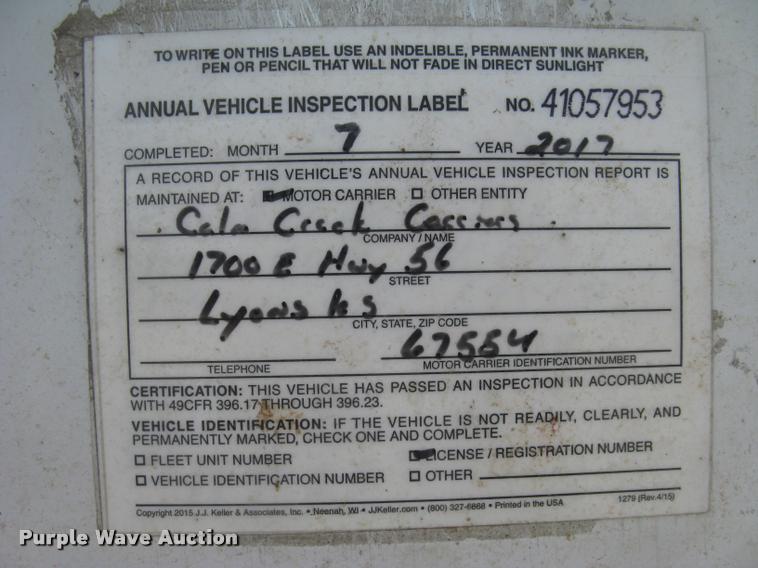 TO WRITE ON THIS LABEL USE AN INDELIBLE, PERMANENT INK MARKER,
PEN OR PENCIL THAT WILL NOT FADE IN DIRECT SUNLIGHT
ANNUAL VEHICLE INSPECTION LABEL NO. 41057953
COMPLETED: MONTH 7 YEAR 2017
A RECORD OF THIS VEHICLE'S ANNUAL VEHICLE INSPECTION REPORT IS
MAINTAINED AT: MOTOR CARRIER ☐ OTHER ENTITY
Creek Carriers
COMPANY / NAME
1700 E Hwy 56
STREET
Lyons KS
CITY, STATE, ZIP CODE
67554
TELEPHONE MOTOR CARRIER IDENTIFICATION NUMBER
CERTIFICATION: THIS VEHICLE HAS PASSED AN INSPECTION IN ACCORDANCE
WITH 49CFR 396.17 THROUGH 396.23.
VEHICLE IDENTIFICATION: IF THE VEHICLE IS NOT READILY, CLEARLY, AND
PERMANENTLY MARKED, CHECK ONE AND COMPLETE.
☐ FLEET UNIT NUMBER LICENSE / REGISTRATION NUMBER
☐ VEHICLE IDENTIFICATION NUMBER ☐ OTHER
Copyright 2015 J.J. Keller & Associates, Inc. • Neenah, WI • JJKeller.com • (800) 327-6868 • Printed in the USA 1279 (Rev.4/15)
Purple Wave Auction